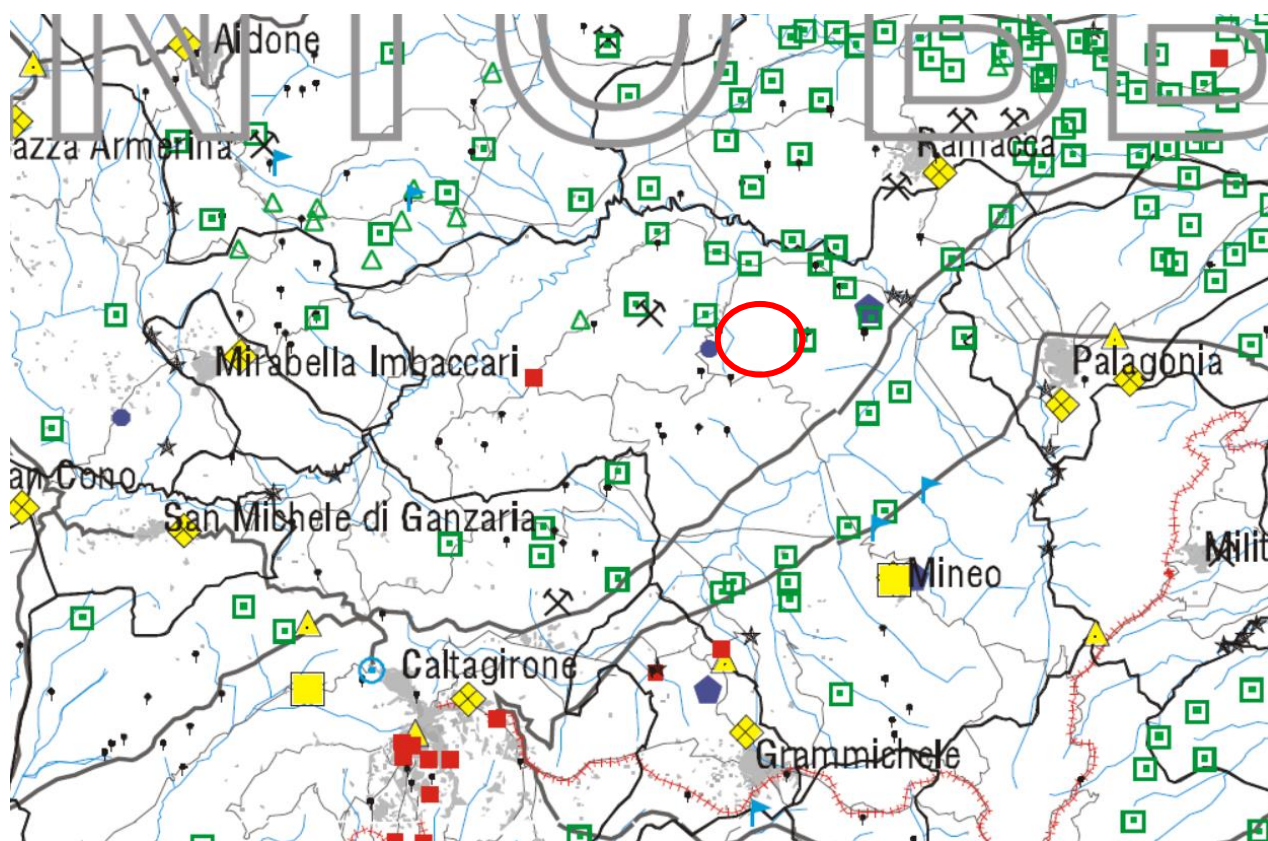 Aidone
azza Armerina
Ramacca
Mirabella Imbaccari
Palagonia
an Cono
San Michele di Ganzaria
Milit
Mineo
Caltagirone
Grammichele